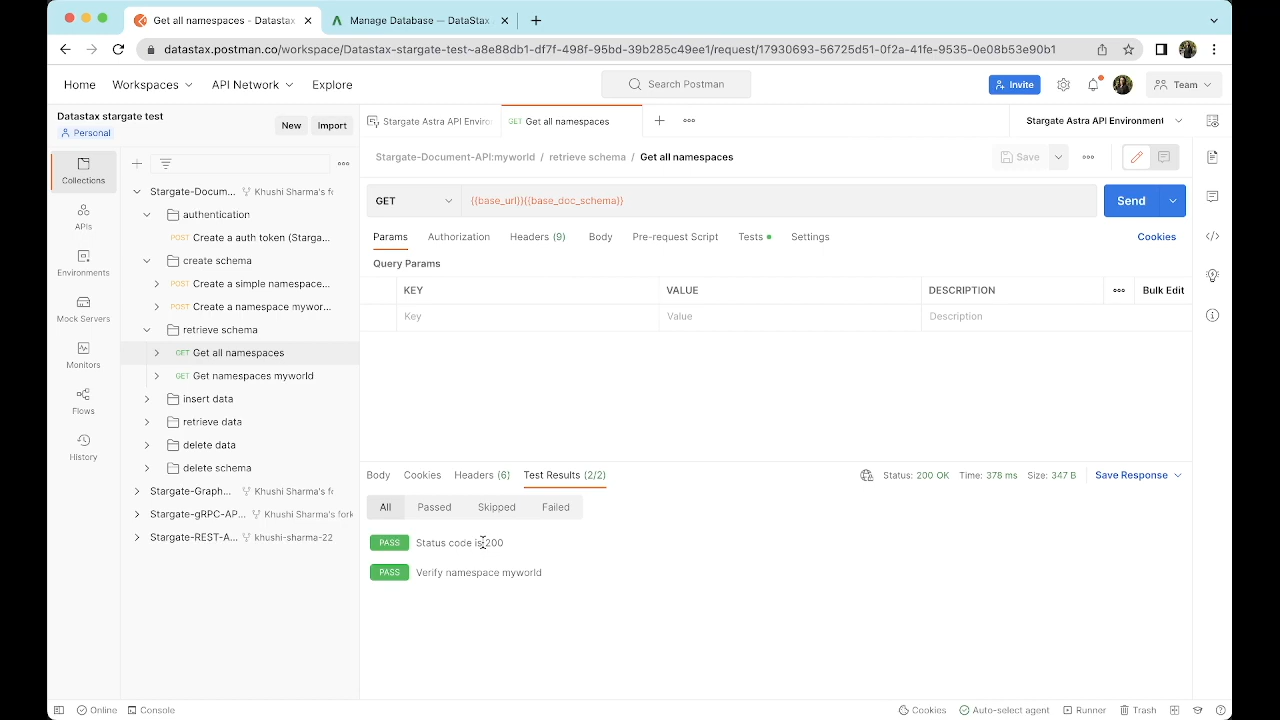 Get all namespaces - Datastax
Manage Database — DataStax
datastax.postman.co/workspace/Datastax-stargate-test~a8e88db1-df7f-498f-95bd-39b285c49ee1/request/17930693-56725d51-0f2a-41fe-9535-0e08b53e90b1
Home Workspaces API Network Explore Search Postman Invite Team
Datastax stargate test
Personal
New Import
Stargate Astra API Enviror
GET Get all namespaces
Stargate Astra API Environment
Collections
APIs
Environments
Mock Servers
Monitors
Flows
History
Stargate-Docum... Khushi Sharma's fo
authentication
POST Create a auth token (Starga...
create schema
POST Create a simple namespace...
POST Create a namespace mywor...
retrieve schema
GET Get all namespaces
GET Get namespaces myworld
insert data
retrieve data
delete data
delete schema
Stargate-Graph... Khushi Sharma's fo
Stargate-gRPC-AP... Khushi Sharma's fork
Stargate-REST-A... khushi-sharma-22
Stargate-Document-API:myworld / retrieve schema / Get all namespaces
Save
GET {{base_url}}{{base_doc_schema}} Send
Params Authorization Headers (9) Body Pre-request Script Tests Settings Cookies
Query Params
KEY VALUE DESCRIPTION Bulk Edit
Key Value Description
Body Cookies Headers (6) Test Results (2/2) Status: 200 OK Time: 378 ms Size: 347 B Save Response
All Passed Skipped Failed
PASS Status code is 200
PASS Verify namespace myworld
Online Console Cookies Auto-select agent Runner Trash